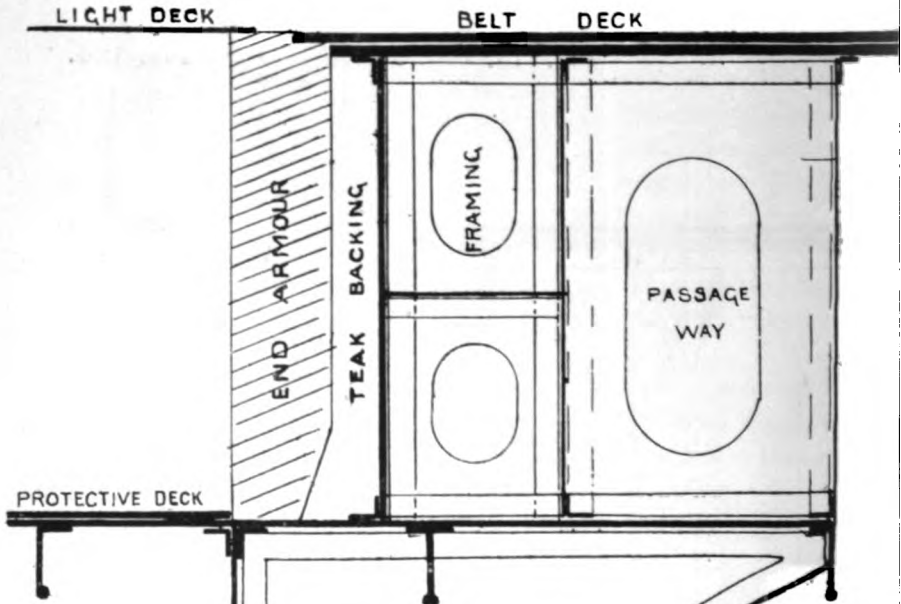 LIGHT DECK
BELT DECK
END ARMOUR
TEAK BACKING
FRAMING
PASSAGE
WAY
PROTECTIVE DECK